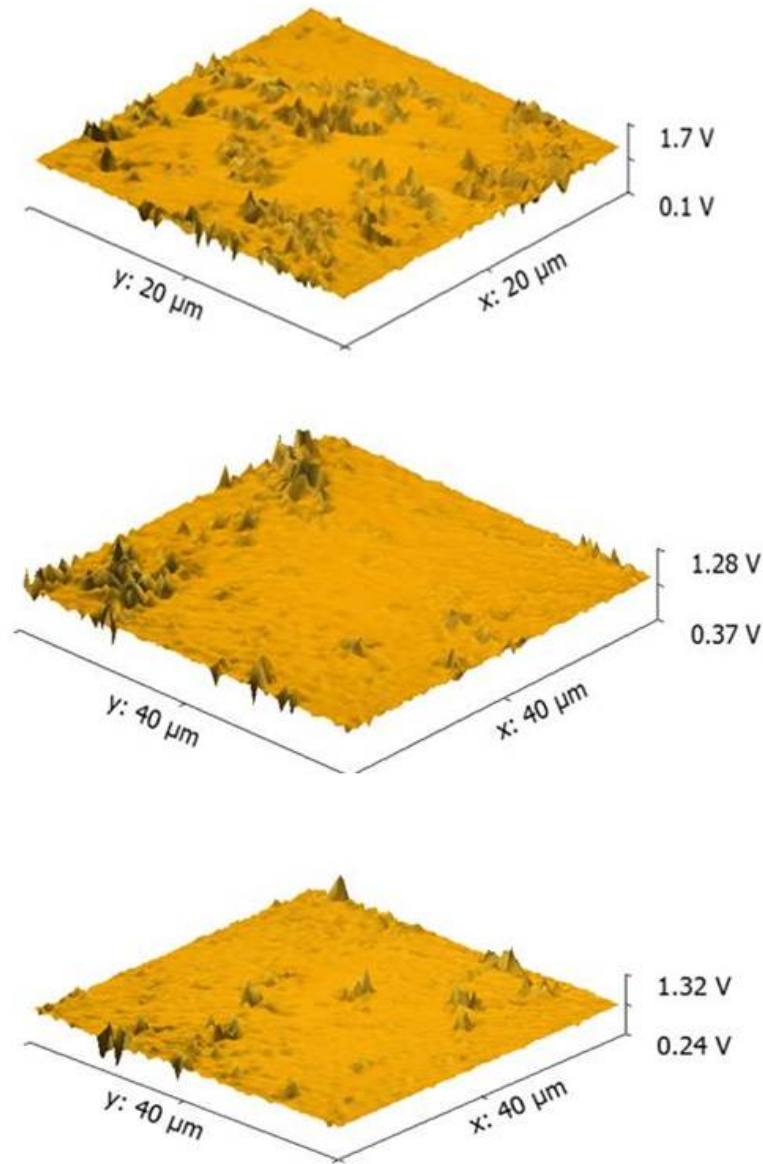 1.7 V
0.1 V
y: 20 µm
x: 20 µm
1.28 V
0.37 V
y: 40 µm
x: 40 µm
1.32 V
0.24 V
y: 40 µm
x: 40 µm